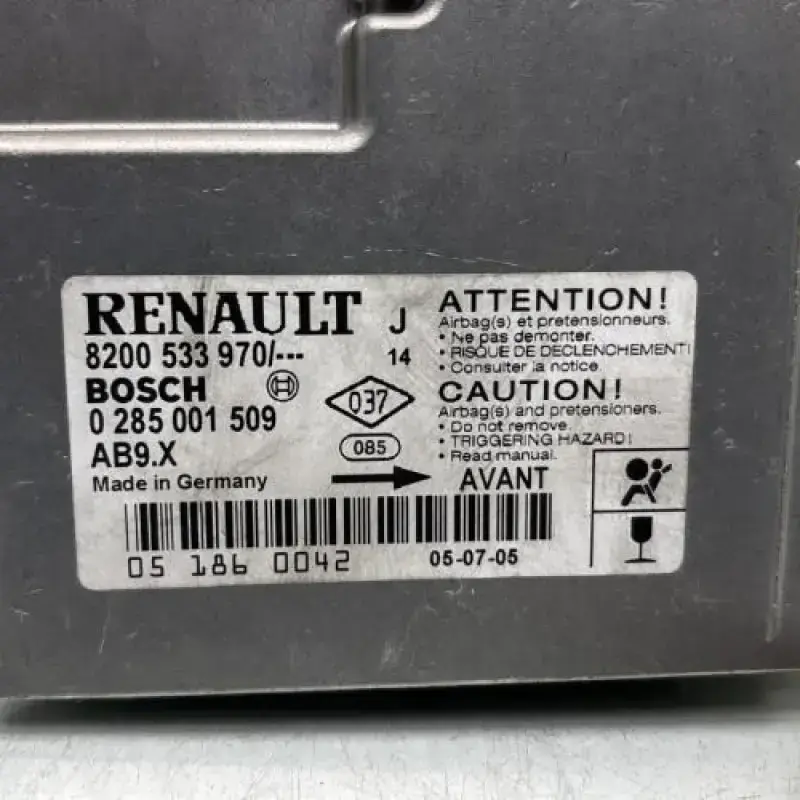 RENAULT J
8200 533 970/--- 14
BOSCH
0 285 001 509
AB9.X
Made in Germany
037
085
AVANT
ATTENTION!
Airbag(s) et pretensionneurs.
• Ne pas demonter.
• RISQUE DE DECLENCHEMENT!
• Consulter la notice.
CAUTION!
Airbag(s) and pretensioners.
• Do not remove.
• TRIGGERING HAZARD!
• Read manual.
05 186 0042
05-07-05